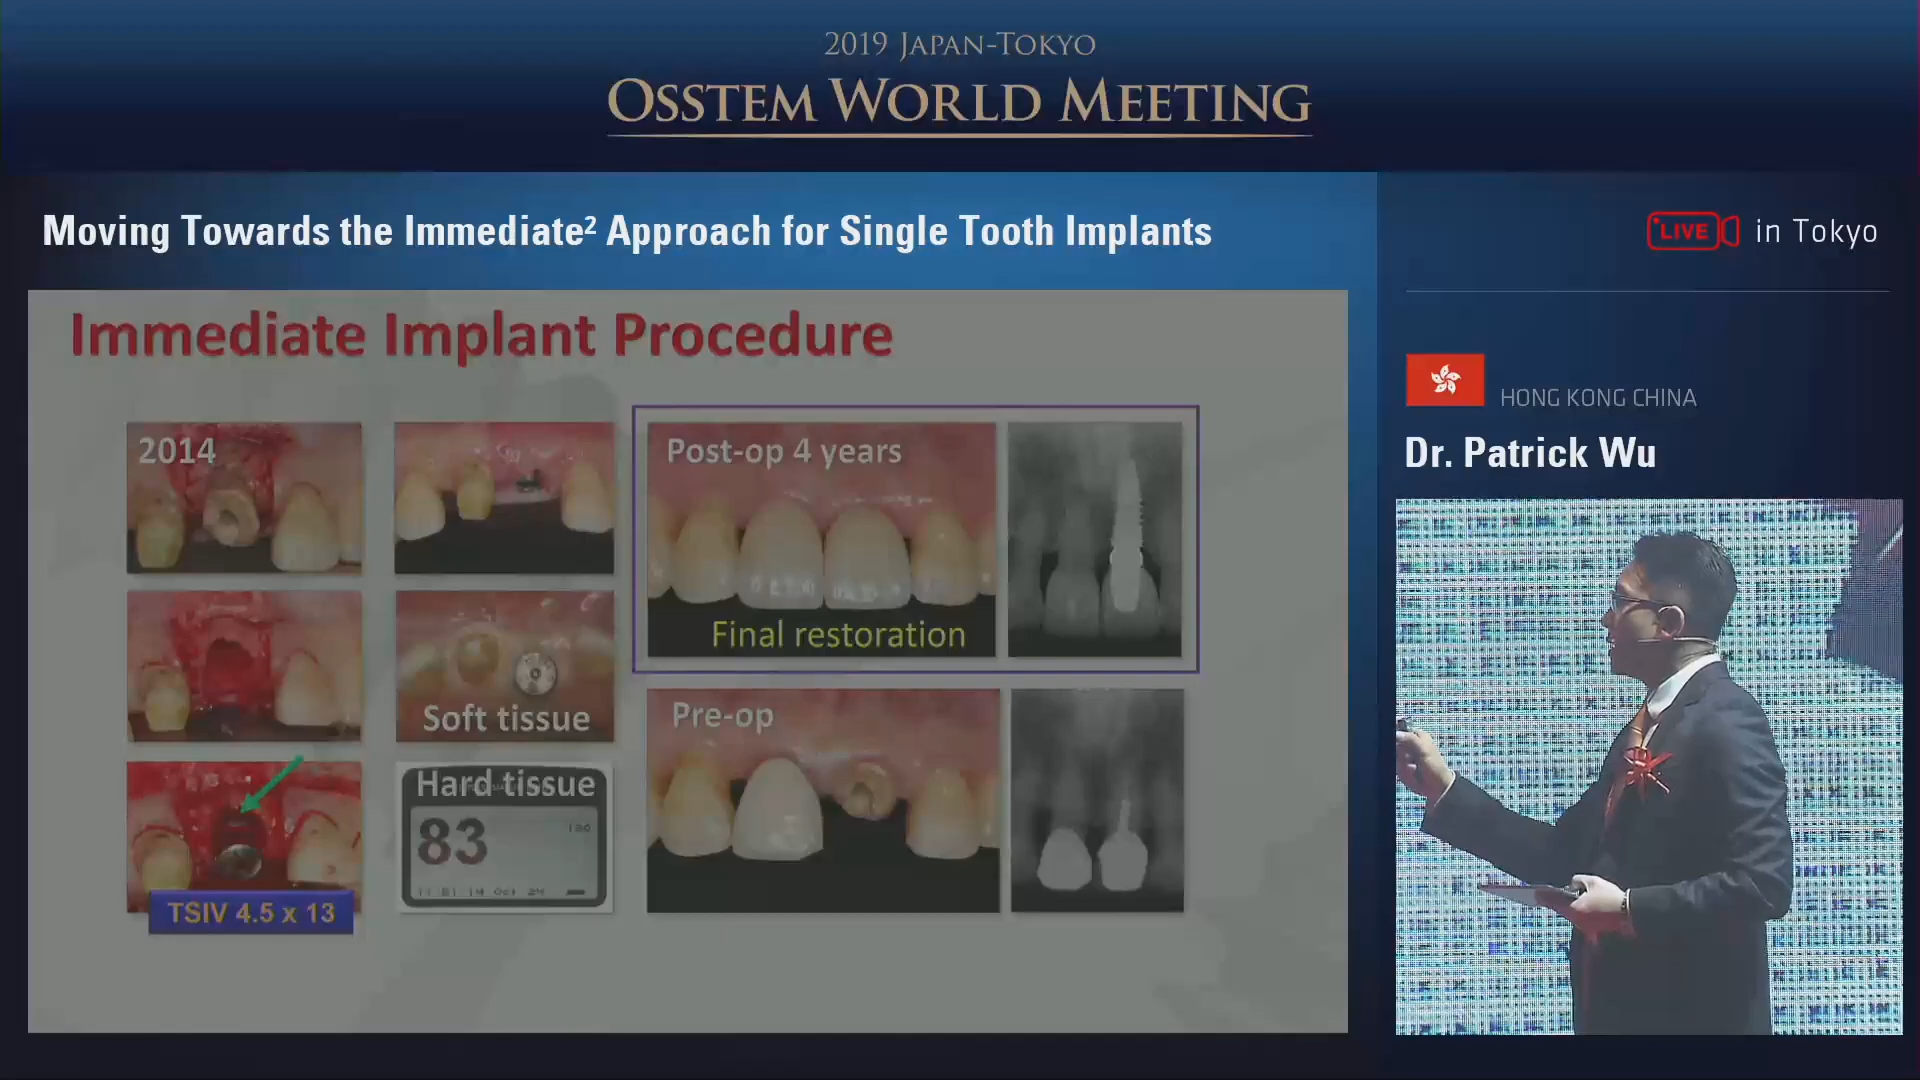 2019 JAPAN-TOKYO
OSSTEM WORLD MEETING
Moving Towards the Immediate² Approach for Single Tooth Implants
LIVE in Tokyo
HONG KONG CHINA
Dr. Patrick Wu
Immediate Implant Procedure
2014
TSIV 4.5 x 13
Soft tissue
Hard tissue
83
Post-op 4 years
Final restoration
Pre-op